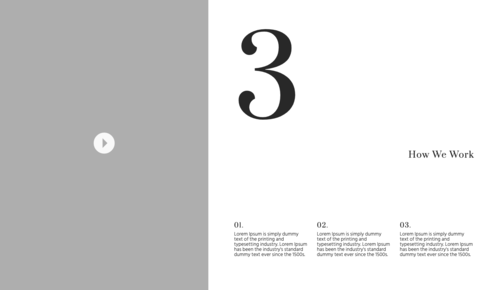 3
How We Work
01.
Lorem Ipsum is simply dummy
text of the printing and
typesetting industry. Lorem Ipsum
has been the industry's standard
dummy text ever since the 1500s.
02.
Lorem Ipsum is simply dummy
text of the printing and
typesetting industry. Lorem Ipsum
has been the industry's standard
dummy text ever since the 1500s.
03.
Lorem Ipsum is simply dummy
text of the printing and
typesetting industry. Lorem Ipsum
has been the industry's standard
dummy text ever since the 1500s.